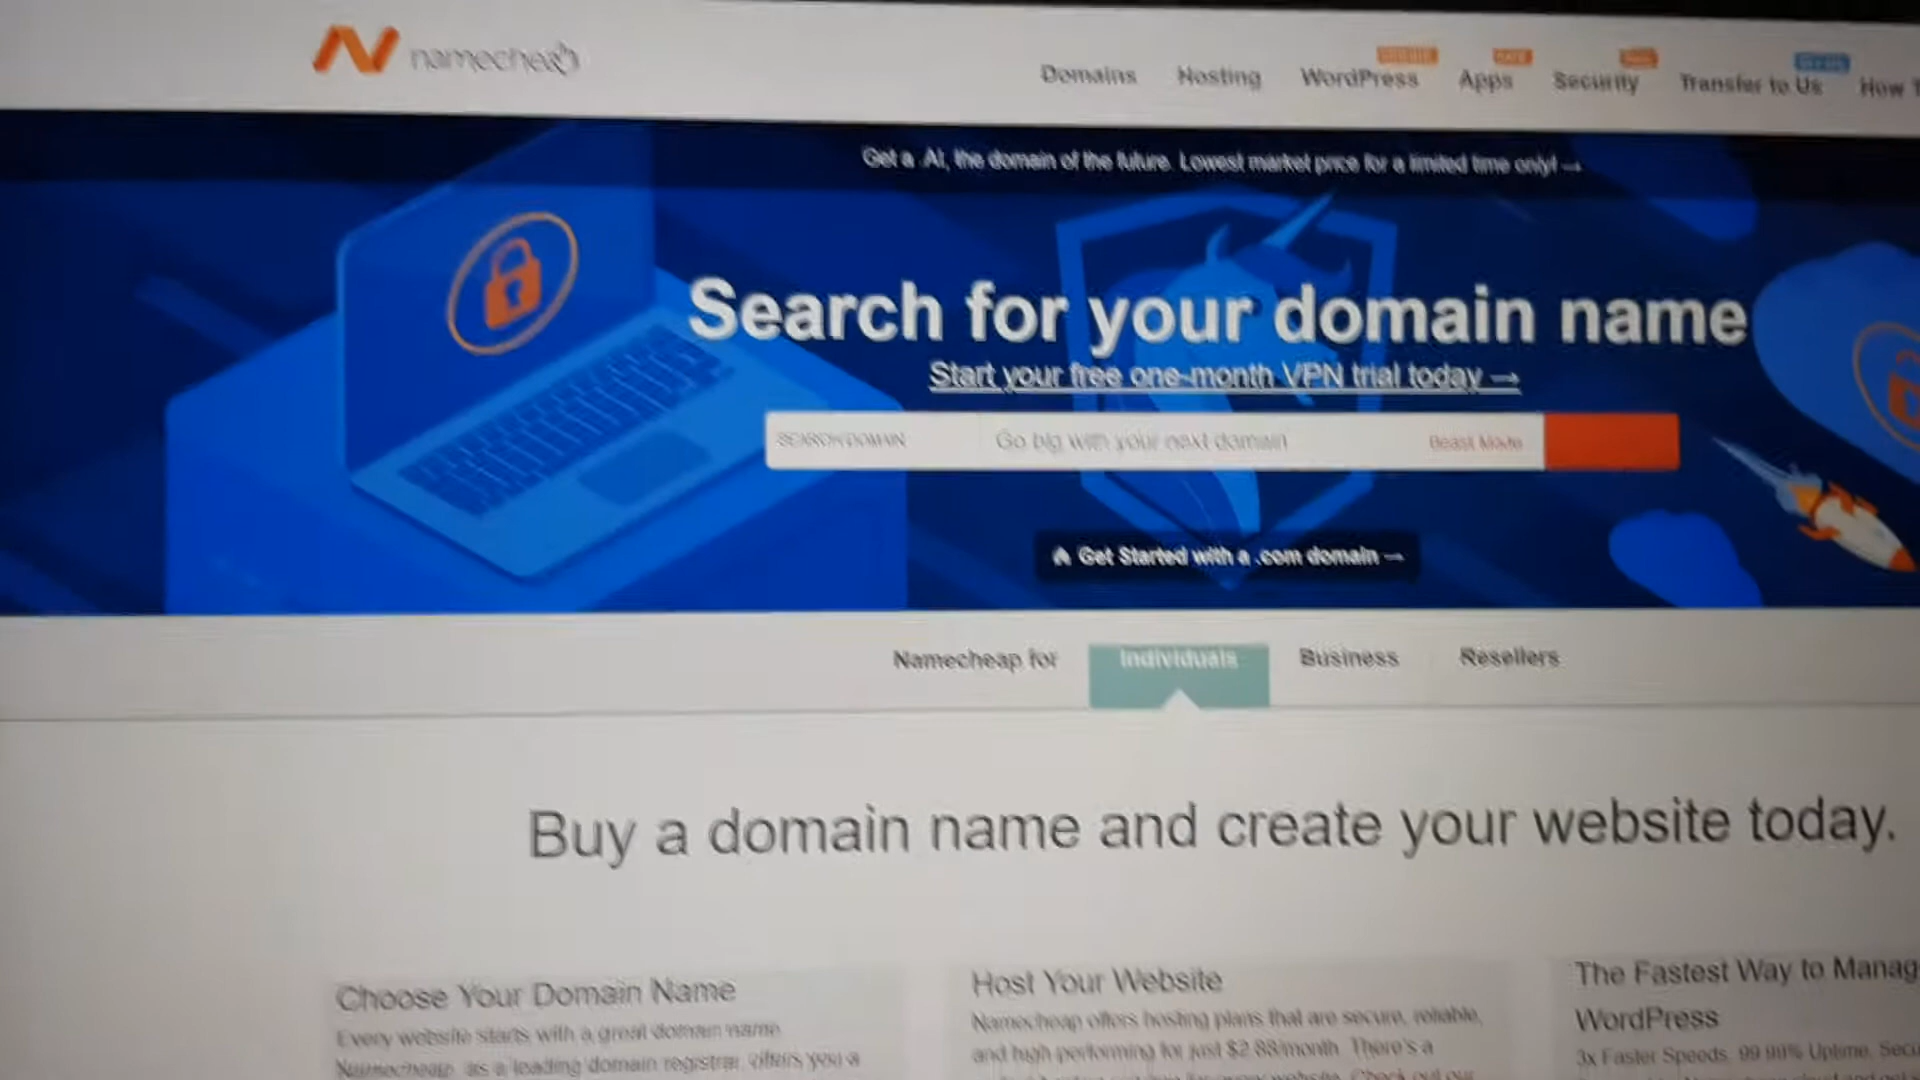 namecheap
Domains Hosting WordPress Apps Security Transfer to Us How
Get a .AI, the domain of the future. Lowest market price for a limited time only! →
Search for your domain name
Start your free one-month VPN trial today →
SEARCH DOMAIN Go big with your next domain Beast Mode
Get Started with a .com domain →
Namecheap for Individuals Business Resellers
Buy a domain name and create your website today.
Choose Your Domain Name
Every website starts with a great domain name.
Namecheap, as a leading domain registrar, offers you a
Host Your Website
Namecheap offers hosting plans that are secure, reliable,
and high-performing for just $2.88/month. There's a
Check out our
The Fastest Way to Manag
WordPress
3x Faster Speeds. 99.99% Uptime. Secu